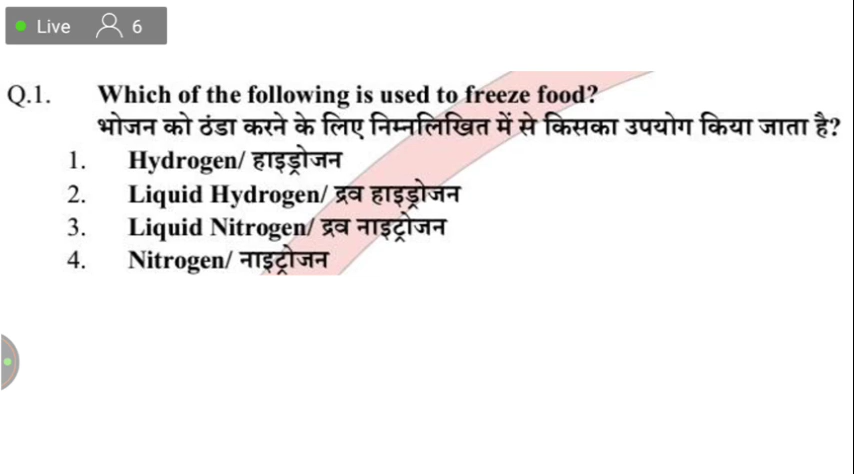 Live 6
Q.1. Which of the following is used to freeze food?
भोजन को ठंडा करने के लिए निम्नलिखित में से किसका उपयोग किया जाता है?
1. Hydrogen/ हाइड्रोजन
2. Liquid Hydrogen/ द्रव हाइड्रोजन
3. Liquid Nitrogen/ द्रव नाइट्रोजन
4. Nitrogen/ नाइट्रोजन